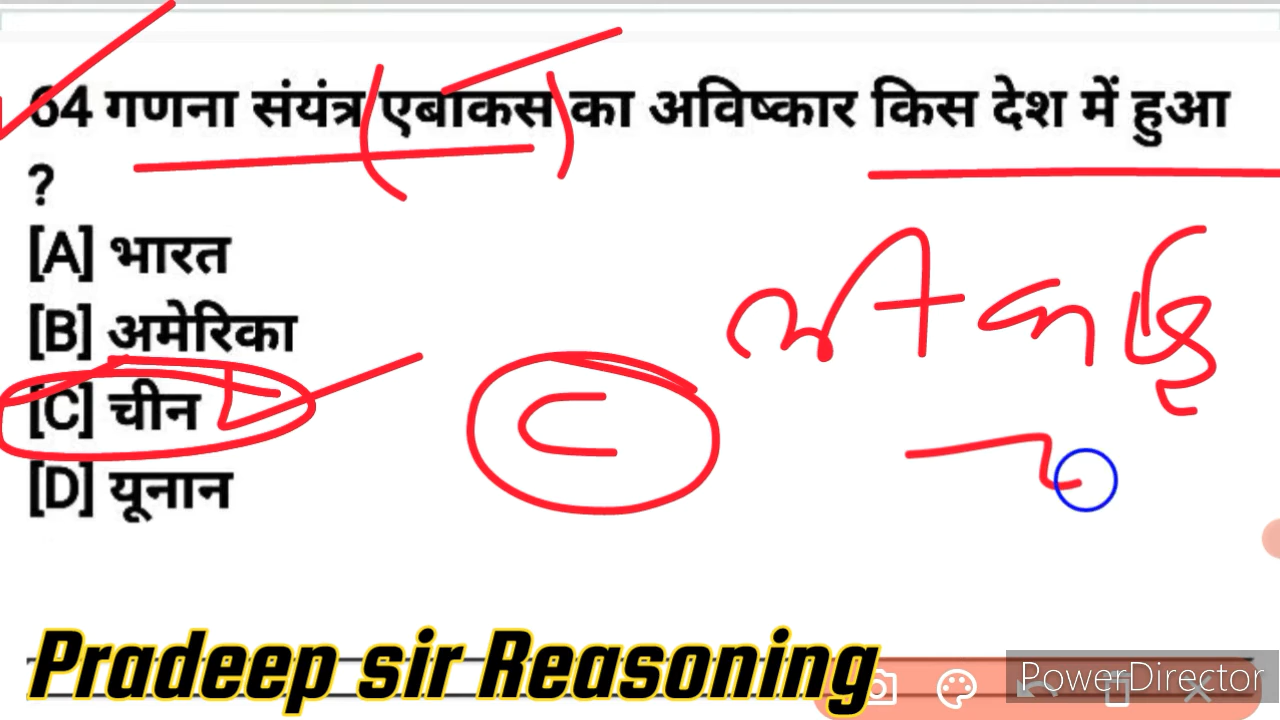 64 गणना संयंत्र (एबाकस) का अविष्कार किस देश में हुआ
?
[A] भारत
[B] अमेरिका
[C] चीन
[D] यूनान
C
Pradeep sir Reasoning
PowerDirector